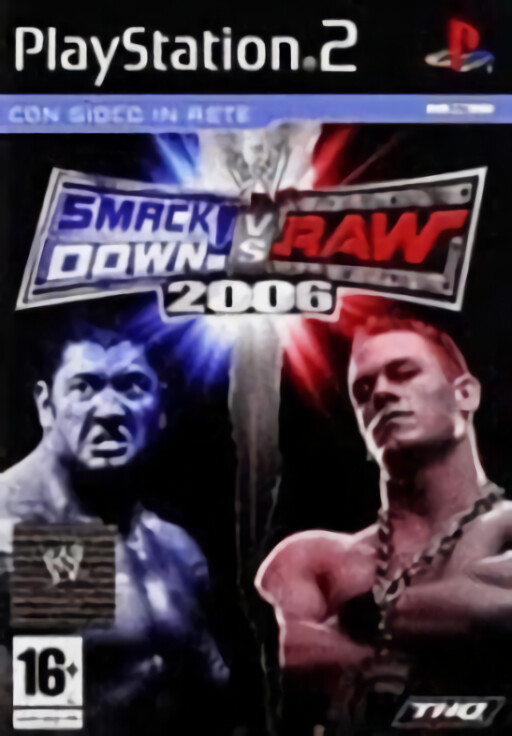 PlayStation.2
CON GIOCO IN RETE
SMACK
DOWN!
VS
RAW
2006
16+
THQ